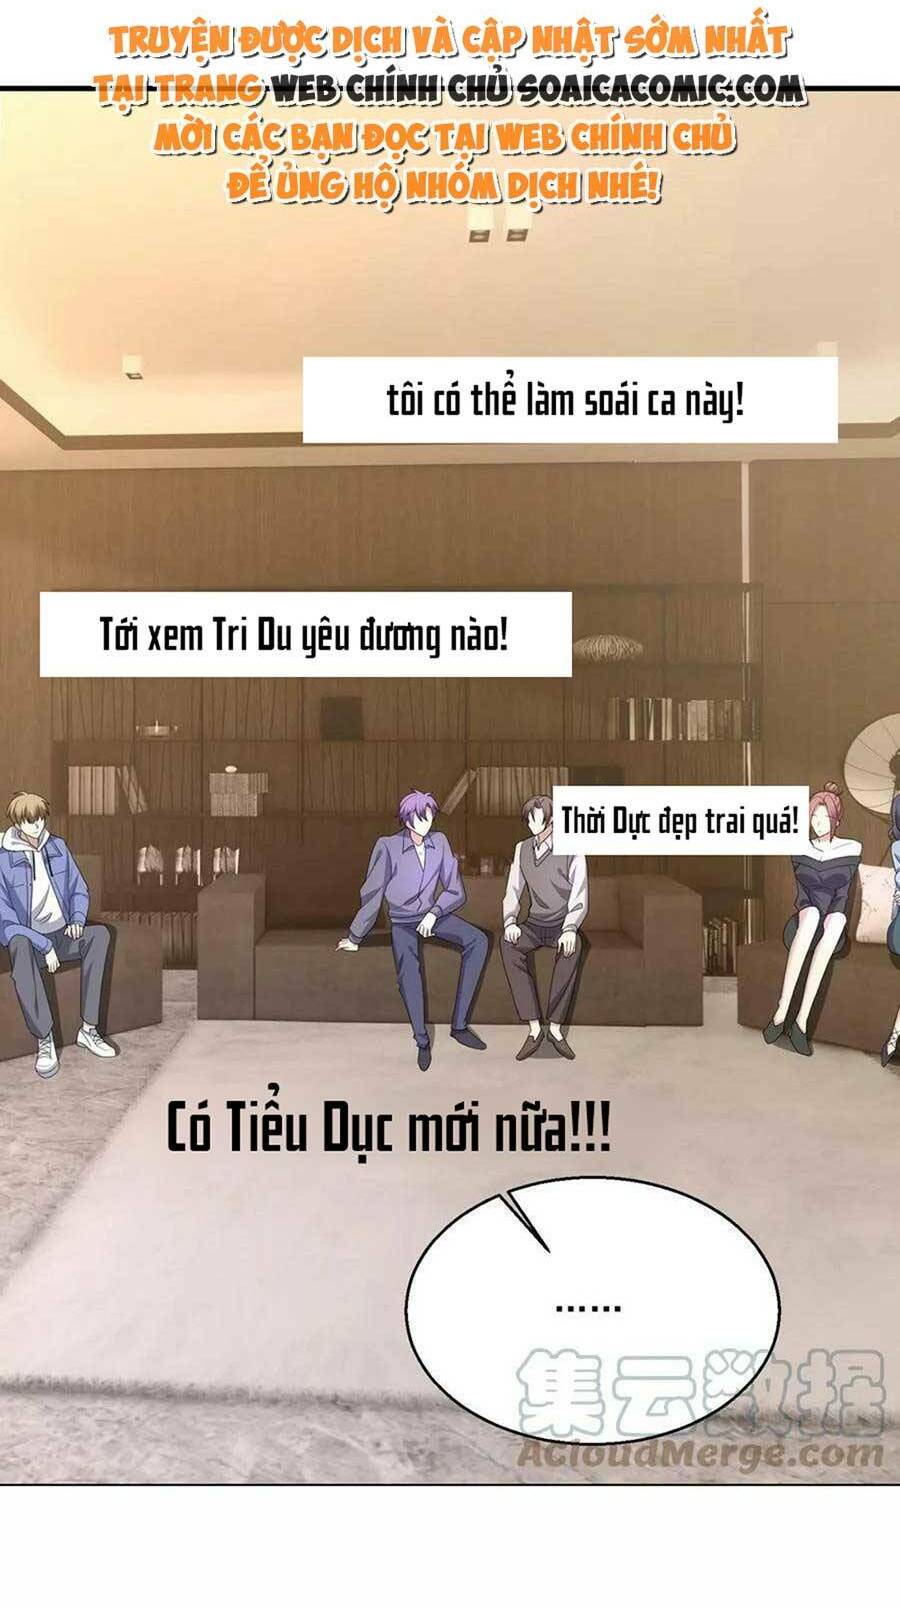 TRUYỆN ĐƯỢC DỊCH VÀ CẬP NHẬT SỚM NHẤT
TẠI TRANG WEB CHÍNH CHỦ SOAICACOMIC.COM
MỜI CÁC BẠN ĐỌC TẠI WEB CHÍNH CHỦ
ĐỂ ỦNG HỘ NHÓM DỊCH NHÉ!
tôi có thể làm soái ca này!
Tới xem Tri Du yêu đương nào!
Thời Dực đẹp trai quá!
Có Tiểu Dục mới nữa!!!
......
集云数据
ACloudMerge.com